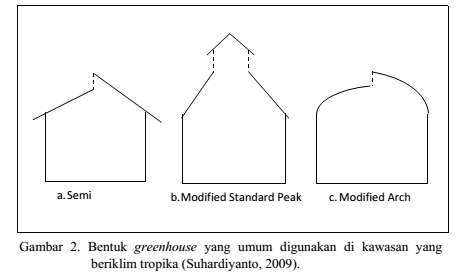 a. Semi
b. Modified Standard Peak
c. Modified Arch
Gambar 2. Bentuk greenhouse yang umum digunakan di kawasan yang
beriklim tropika (Suhardiyanto, 2009).